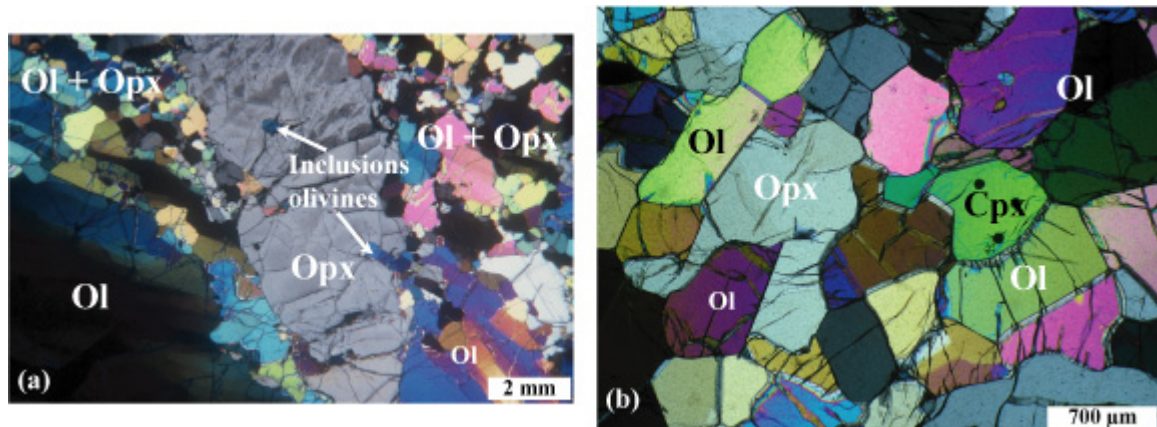 Ol + Opx
Ol + Opx
Inclusions
olivines
Opx
Ol
Ol
(a)
2 mm
Ol
Ol
Opx
Cpx
Ol
Ol
(b)
700 µm